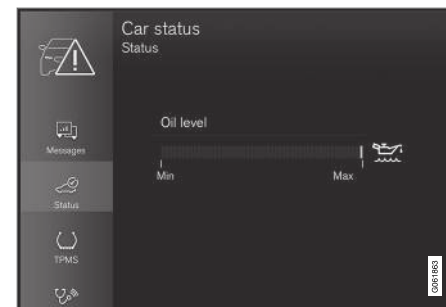 Car status
Status
Oil level
Min Max
Messages
Status
TPMS
G061863